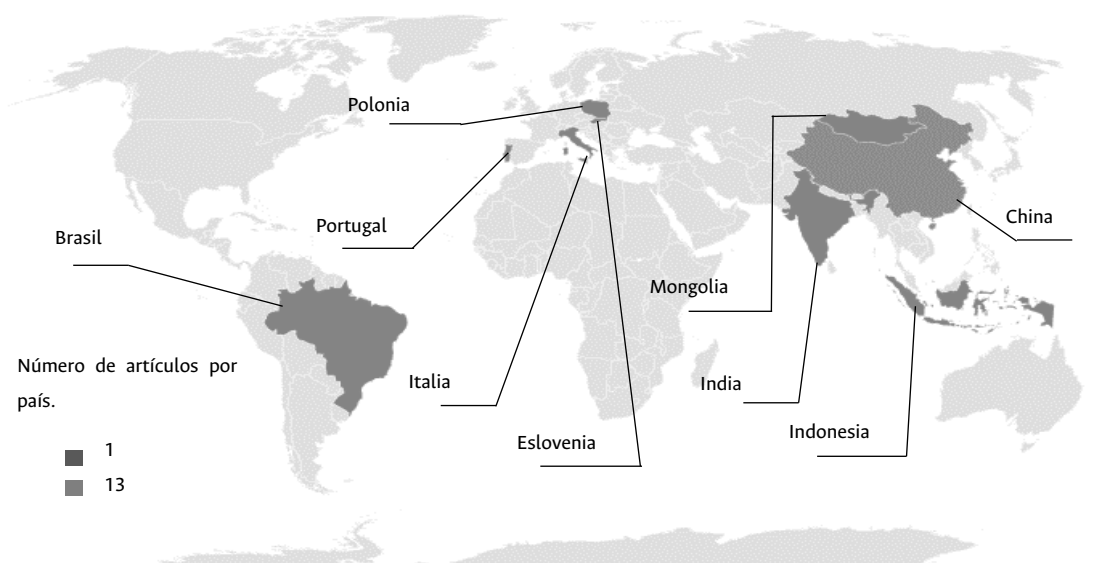 Polonia
Portugal
Brasil
China
Mongolia
Número de artículos por
país.
Italia
India
Eslovenia
Indonesia
1
13